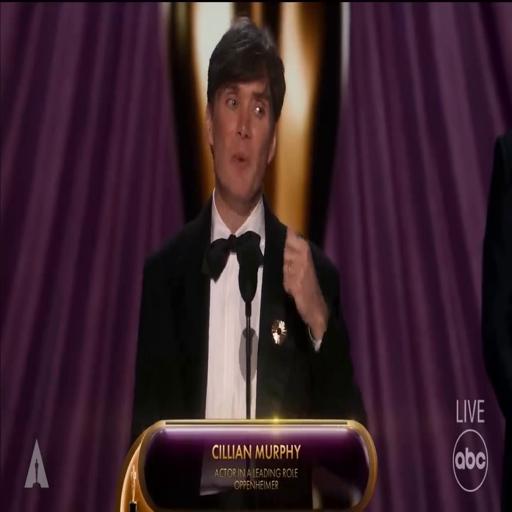 LIVE
abc
CILLIAN MURPHY
ACTOR IN A LEADING ROLE
OPPENHEIMER